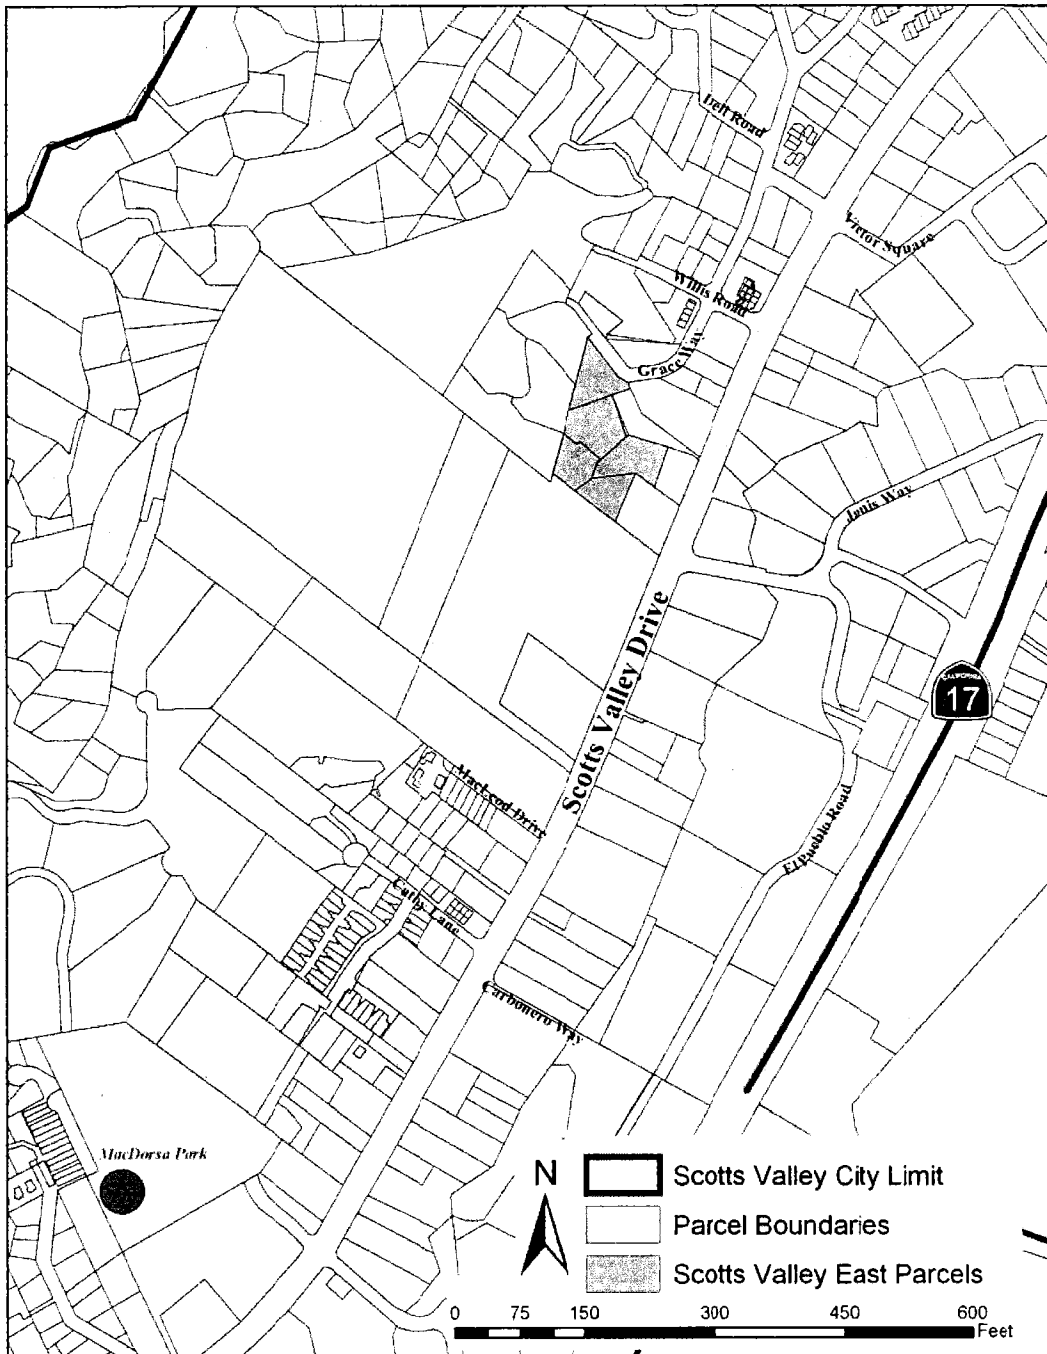 Bell Road
Victor Square
Willis Road
Grace Way
Janis Way
Scotts Valley Drive
CALIFORNIA
17
MacLeod Drive
El Pueblo Road
Cathy Lane
Carbonero Way
MacDorsa Park
N
Scotts Valley City Limit
Parcel Boundaries
Scotts Valley East Parcels
0 75 150 300 450 600
Feet